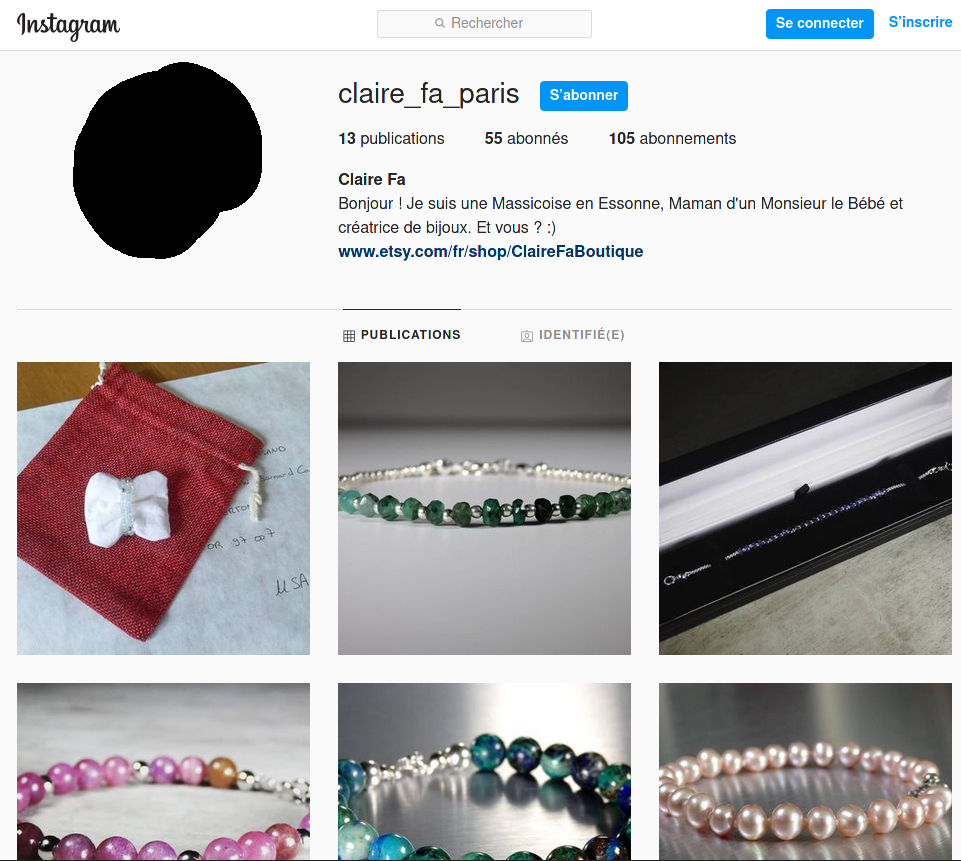 Instagram
Rechercher
Se connecter
S'inscrire
claire_fa_paris
S'abonner
13 publications 55 abonnés 105 abonnements
Claire Fa
Bonjour ! Je suis une Massicoise en Essonne, Maman d'un Monsieur le Bébé et
créatrice de bijoux. Et vous ? :)
www.etsy.com/fr/shop/ClaireFaBoutique
PUBLICATIONS
IDENTIFIÉ(E)
OR 97 007
USA